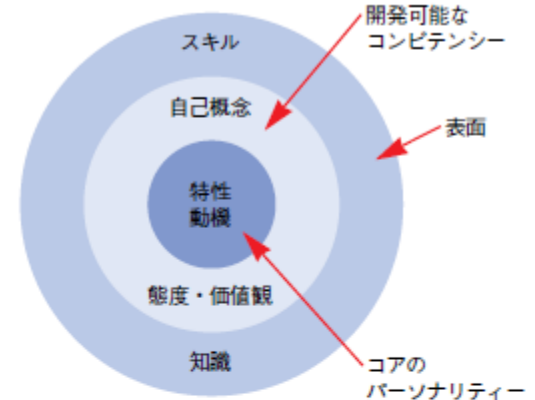 開発可能な
コンピテンシー
スキル
自己概念
表面
特性
動機
態度・価値観
知識
コアの
パーソナリティー